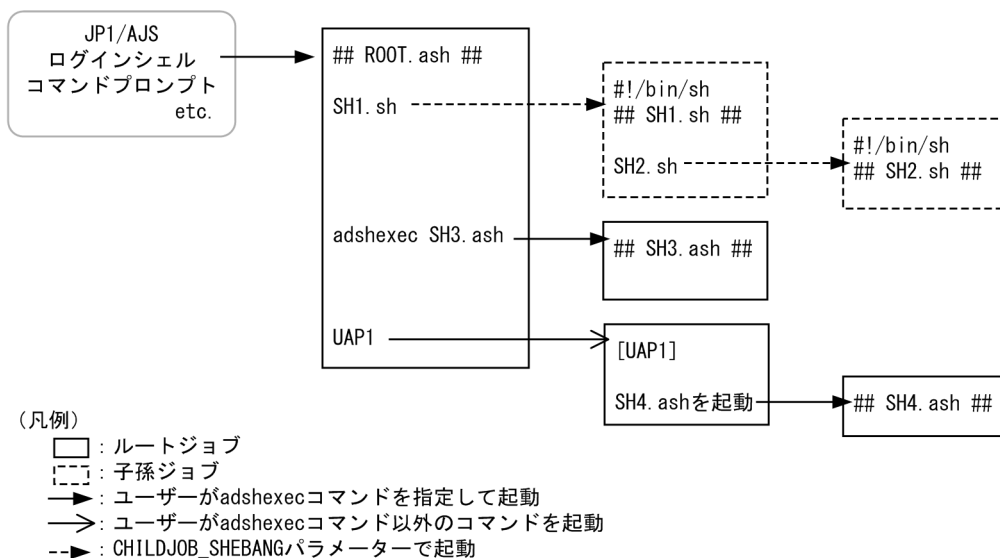 JP1/AJS
ログインシェル
コマンドプロンプト
etc.
## ROOT.ash ##
SH1.sh
#!/bin/sh
## SH1.sh ##
SH2.sh
#!/bin/sh
## SH2.sh ##
adshexec SH3.ash
## SH3.ash ##
UAP1
[UAP1]
SH4.ashを起動
## SH4.ash ##
(凡例)
：ルートジョブ
：子孫ジョブ
：ユーザーがadshexecコマンドを指定して起動
：ユーザーがadshexecコマンド以外のコマンドを起動
：CHILDJOB_SHEBANGパラメーターで起動